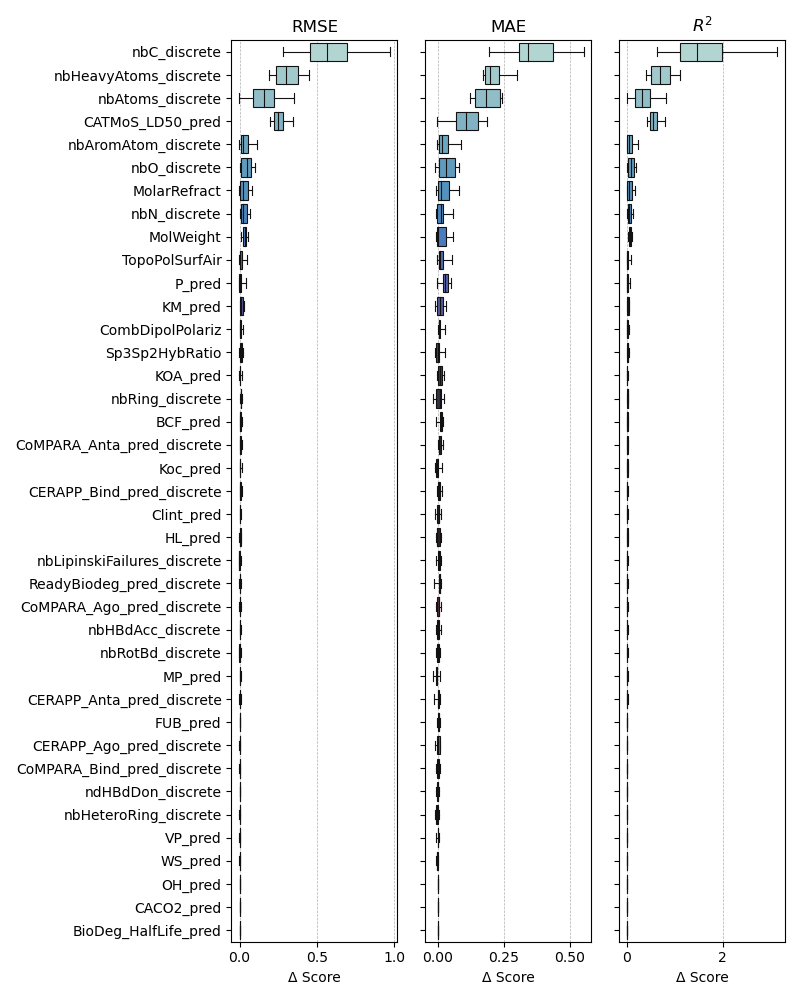 RMSE
MAE
R²
nbC_discrete
nbHeavyAtoms_discrete
nbAtoms_discrete
CATMoS_LD50_pred
nbAromAtom_discrete
nbO_discrete
MolarRefract
nbN_discrete
MolWeight
TopoPolSurfAir
P_pred
KM_pred
CombDipolPolariz
Sp3Sp2HybRatio
KOA_pred
nbRing_discrete
BCF_pred
CoMPARA_Anta_pred_discrete
Koc_pred
CERAPP_Bind_pred_discrete
Clint_pred
HL_pred
nbLipinskiFailures_discrete
ReadyBiodeg_pred_discrete
CoMPARA_Ago_pred_discrete
nbHBdAcc_discrete
nbRotBd_discrete
MP_pred
CERAPP_Anta_pred_discrete
FUB_pred
CERAPP_Ago_pred_discrete
CoMPARA_Bind_pred_discrete
ndHBdDon_discrete
nbHeteroRing_discrete
VP_pred
WS_pred
OH_pred
CACO2_pred
BioDeg_HalfLife_pred
0.0 0.5 1.0
0.00 0.25 0.50
0 2
Δ Score
Δ Score
Δ Score